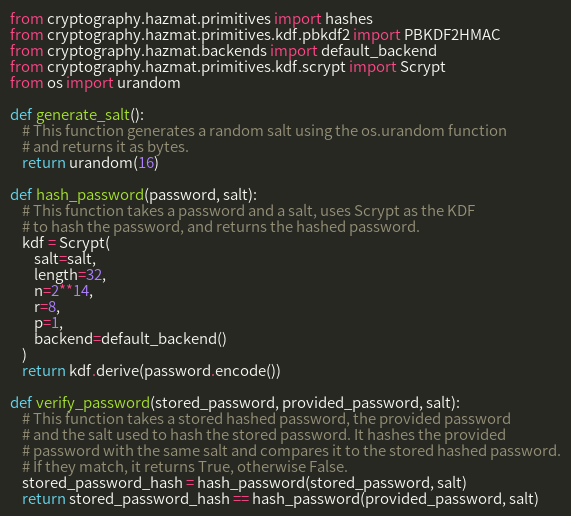 from cryptography.hazmat.primitives import hashes
from cryptography.hazmat.primitives.kdf.pbkdf2 import PBKDF2HMAC
from cryptography.hazmat.backends import default_backend
from cryptography.hazmat.primitives.kdf.scrypt import Scrypt
from os import urandom

def generate_salt():
    # This function generates a random salt using the os.urandom function
    # and returns it as bytes.
    return urandom(16)

def hash_password(password, salt):
    # This function takes a password and a salt, uses Scrypt as the KDF
    # to hash the password, and returns the hashed password.
    kdf = Scrypt(
        salt=salt,
        length=32,
        n=2**14,
        r=8,
        p=1,
        backend=default_backend()
    )
    return kdf.derive(password.encode())

def verify_password(stored_password, provided_password, salt):
    # This function takes a stored hashed password, the provided password
    # and the salt used to hash the stored password. It hashes the provided
    # password with the same salt and compares it to the stored hashed password.
    # If they match, it returns True, otherwise False.
    stored_password_hash = hash_password(stored_password, salt)
    return stored_password_hash == hash_password(provided_password, salt)